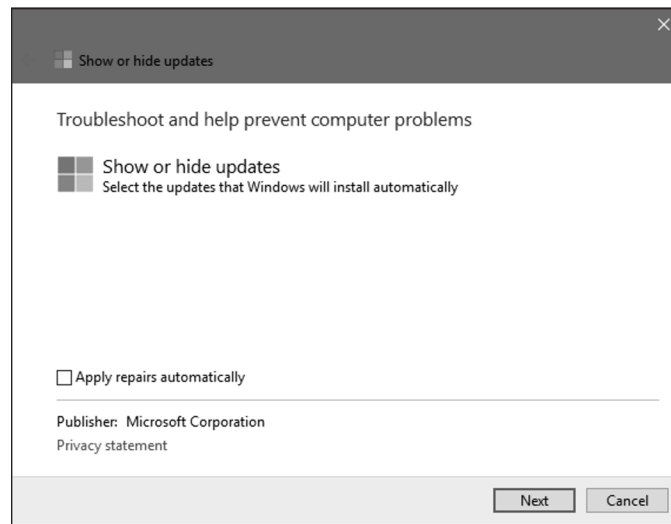 Show or hide updates
Troubleshoot and help prevent computer problems
Show or hide updates
Select the updates that Windows will install automatically
Apply repairs automatically
Publisher: Microsoft Corporation
Privacy statement
Next Cancel